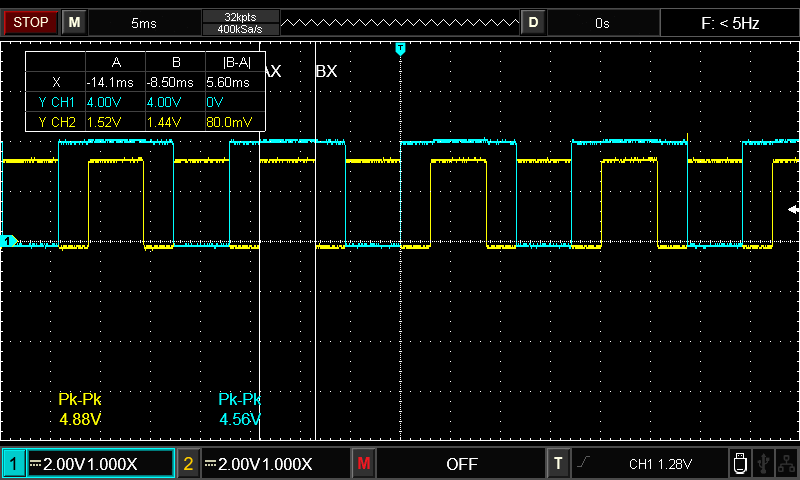 STOP M 5ms 32kpts 400kSa/s D 0s F: < 5Hz
T
A B |B-A| AX BX
X -14.1ms -8.50ms 5.60ms
Y CH1 4.00V 4.00V 0V
Y CH2 1.52V 1.44V 80.0mV
1
Pk-Pk Pk-Pk
4.88V 4.56V
1 2.00V 1.000X 2 2.00V 1.000X M OFF T CH1 1.28V